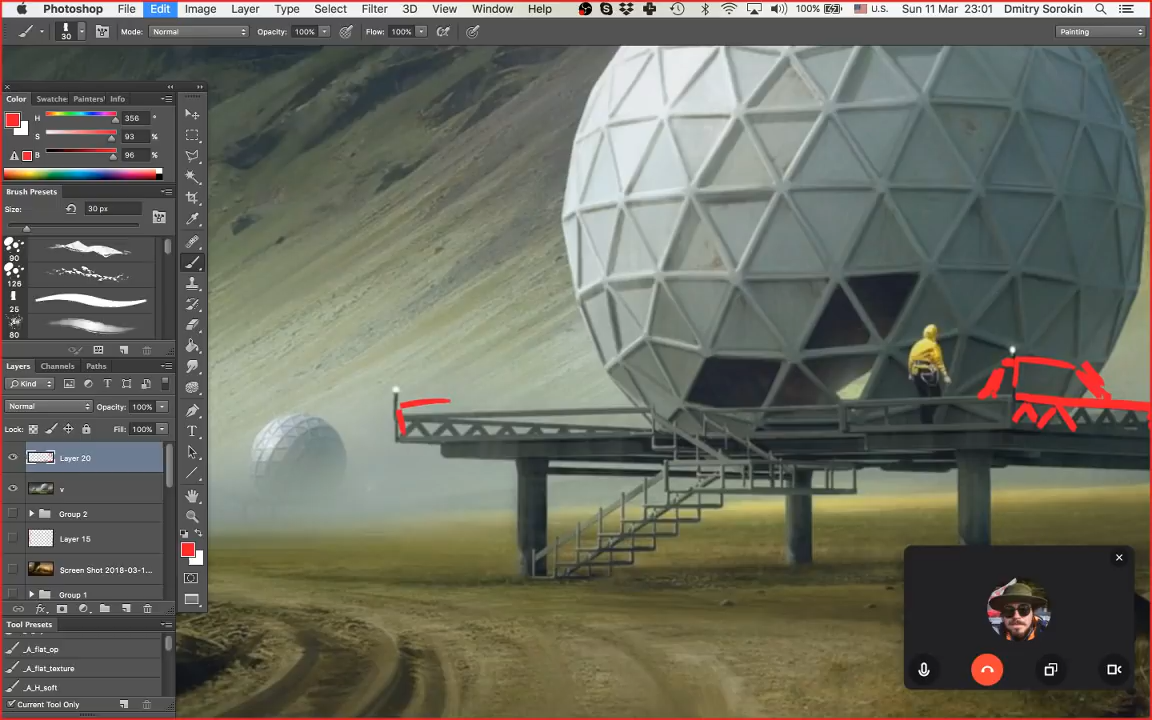 Photoshop File Edit Image Layer Type Select Filter 3D View Window Help 100% U.S. Sun 11 Mar 23:01 Dmitry Sorokin
30 Mode: Normal Opacity: 100% Flow: 100% Painting
Color Swatche Painters' Info
H 356 °
S 93 %
B 96 %
Brush Presets
Size: 30 px
90
126
25
80
Layers Channels Paths
Kind
Normal Opacity: 100%
Lock: Fill: 100%
Layer 20
v
Group 2
Layer 15
Screen Shot 2018-03-1...
Group 1
Tool Presets
_A_flat_op
_A_flat_texture
_A_H_soft
Current Tool Only